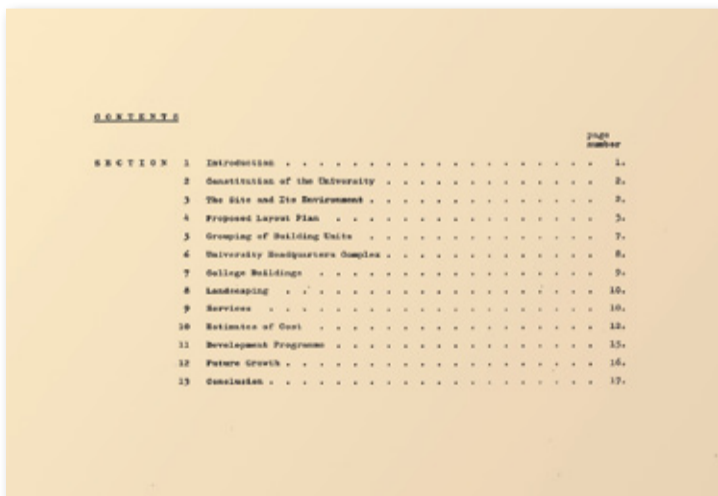 CONTENTS
page
number
SECTION 1 Introduction . . . . . . . . . . . . . . . . . . . 1.
2 Constitution of the University . . . . . . . . . . . . . 2.
3 The Site and Its Environment . . . . . . . . . . . . . . 2.
4 Proposed Layout Plan . . . . . . . . . . . . . . . . 5.
5 Grouping of Building Units . . . . . . . . . . . . . . 7.
6 University Headquarters Complex . . . . . . . . . . . . . 8.
7 College Buildings . . . . . . . . . . . . . . . . . 9.
8 Landscaping . . . . . . . . . . . . . . . . . . . 10.
9 Services . . . . . . . . . . . . . . . . . . . . 10.
10 Estimates of Cost . . . . . . . . . . . . . . . . . 12.
11 Development Programme . . . . . . . . . . . . . . . . 15.
12 Future Growth . . . . . . . . . . . . . . . . . . . 16.
13 Conclusion . . . . . . . . . . . . . . . . . . . . 17.